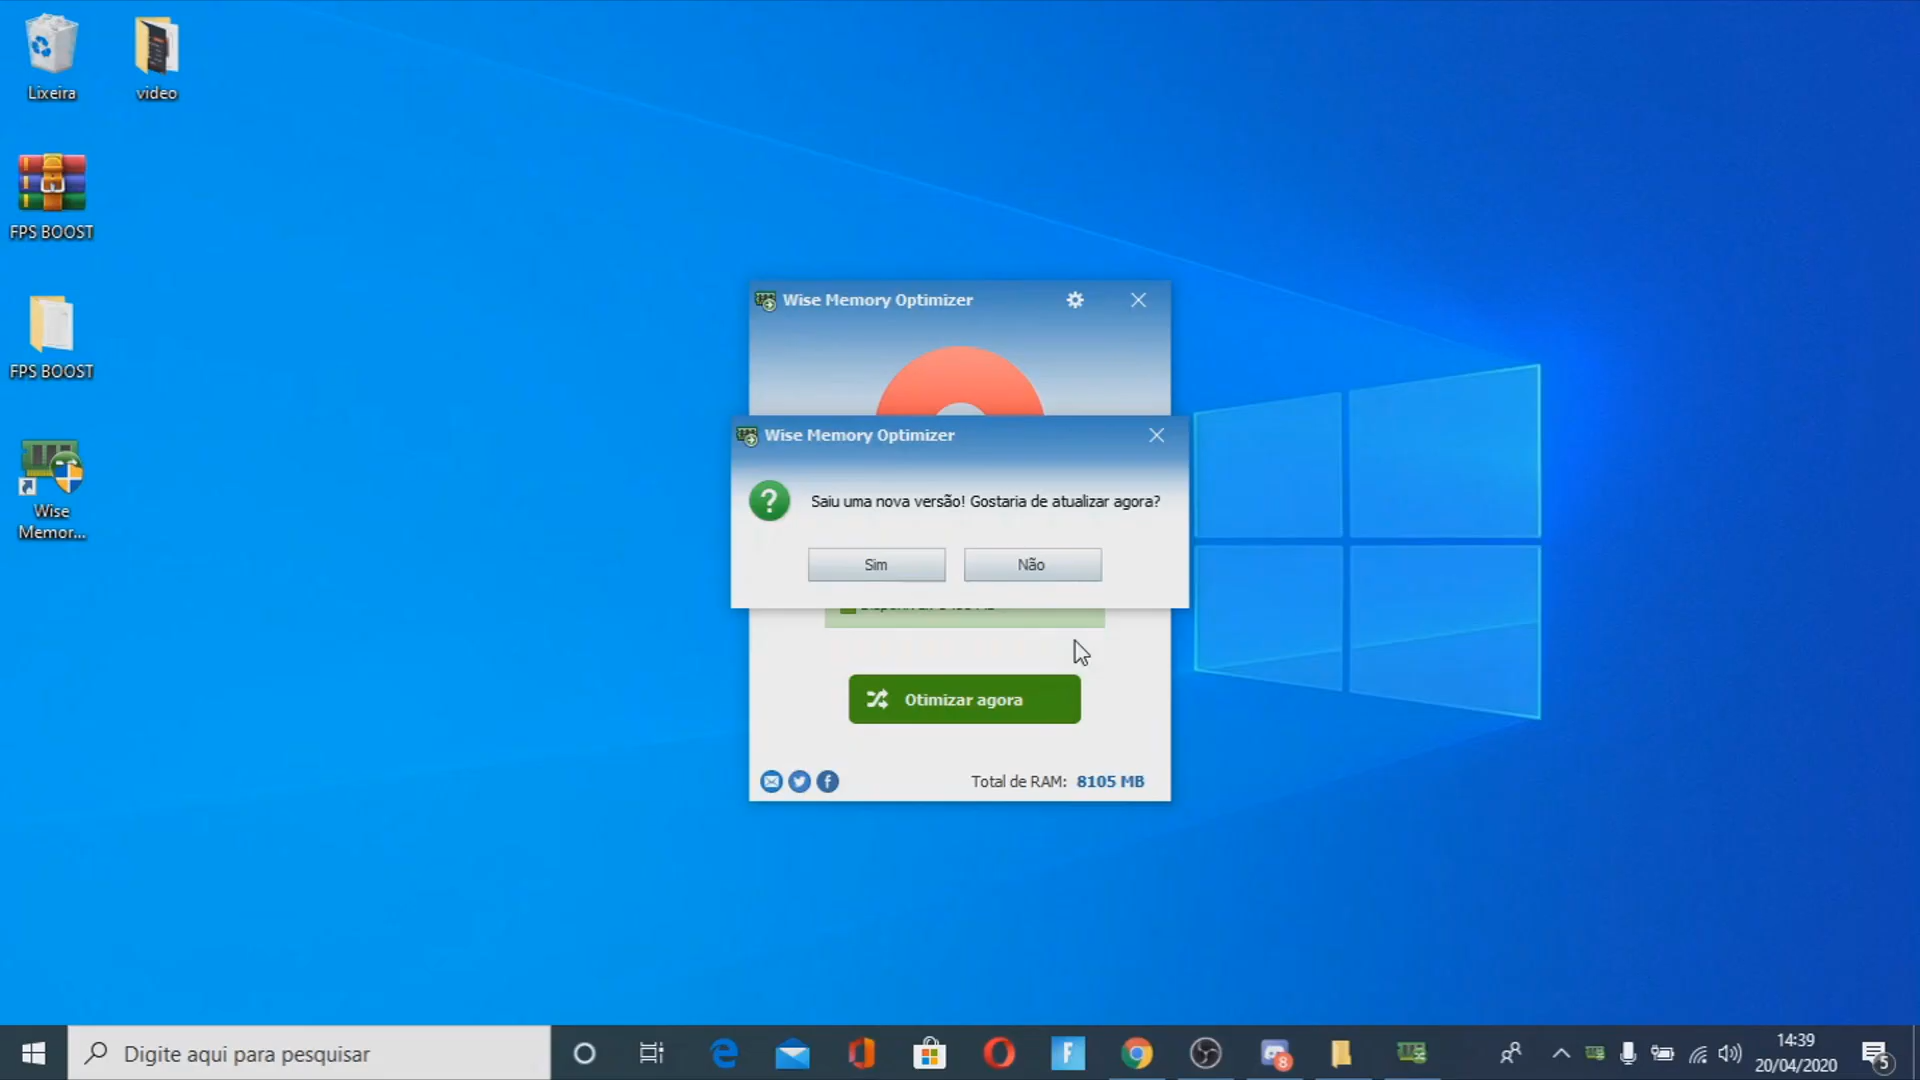 Lixeira
video
FPS BOOST
FPS BOOST
Wise
Memor...
Wise Memory Optimizer
Wise Memory Optimizer
Saiu uma nova versão! Gostaria de atualizar agora?
Sim
Não
Otimizar agora
Total de RAM: 8105 MB
Digite aqui para pesquisar
8
14:39
20/04/2020
5